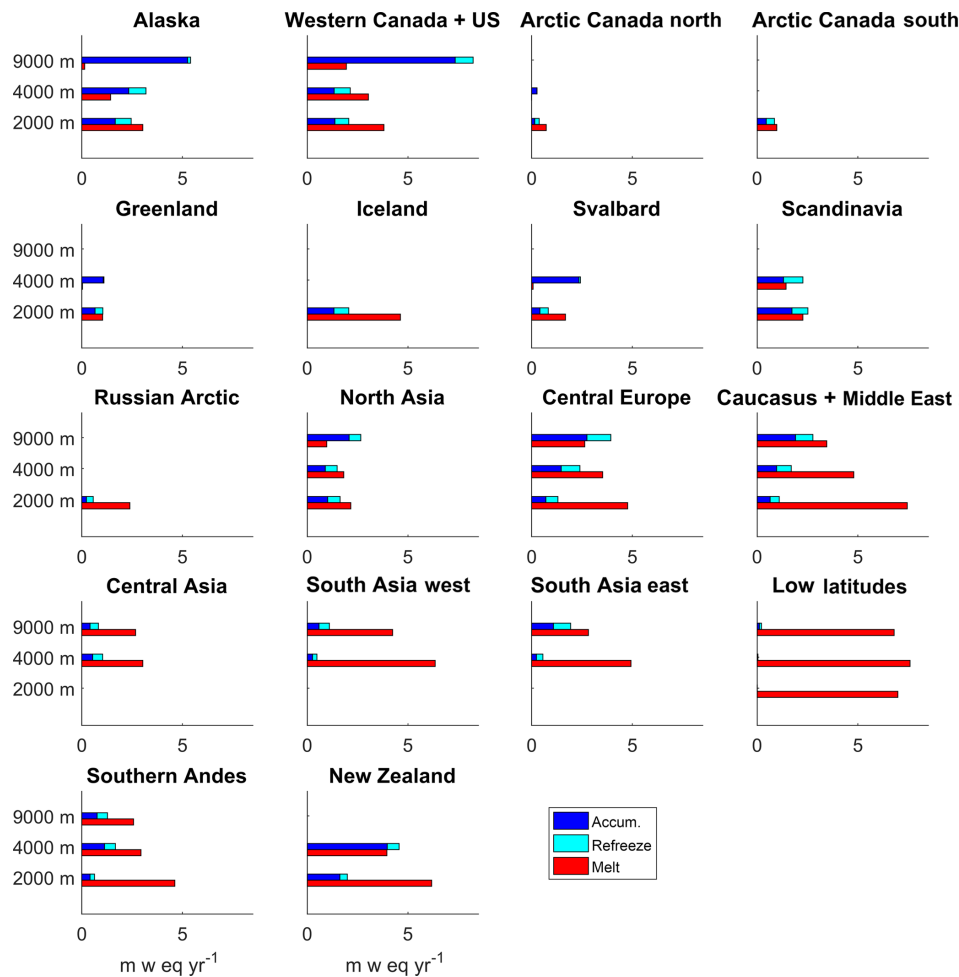 Alaska
Western Canada + US
Arctic Canada north
Arctic Canada south
9000 m
4000 m
2000 m
0 5
0 5
0 5
0 5
Greenland
Iceland
Svalbard
Scandinavia
9000 m
4000 m
2000 m
0 5
0 5
0 5
0 5
Russian Arctic
North Asia
Central Europe
Caucasus + Middle East
9000 m
4000 m
2000 m
0 5
0 5
0 5
0 5
Central Asia
South Asia west
South Asia east
Low latitudes
9000 m
4000 m
2000 m
0 5
0 5
0 5
0 5
Southern Andes
New Zealand
9000 m
4000 m
2000 m
0 5
0 5
m w eq yr⁻¹
m w eq yr⁻¹
Accum.
Refreeze
Melt